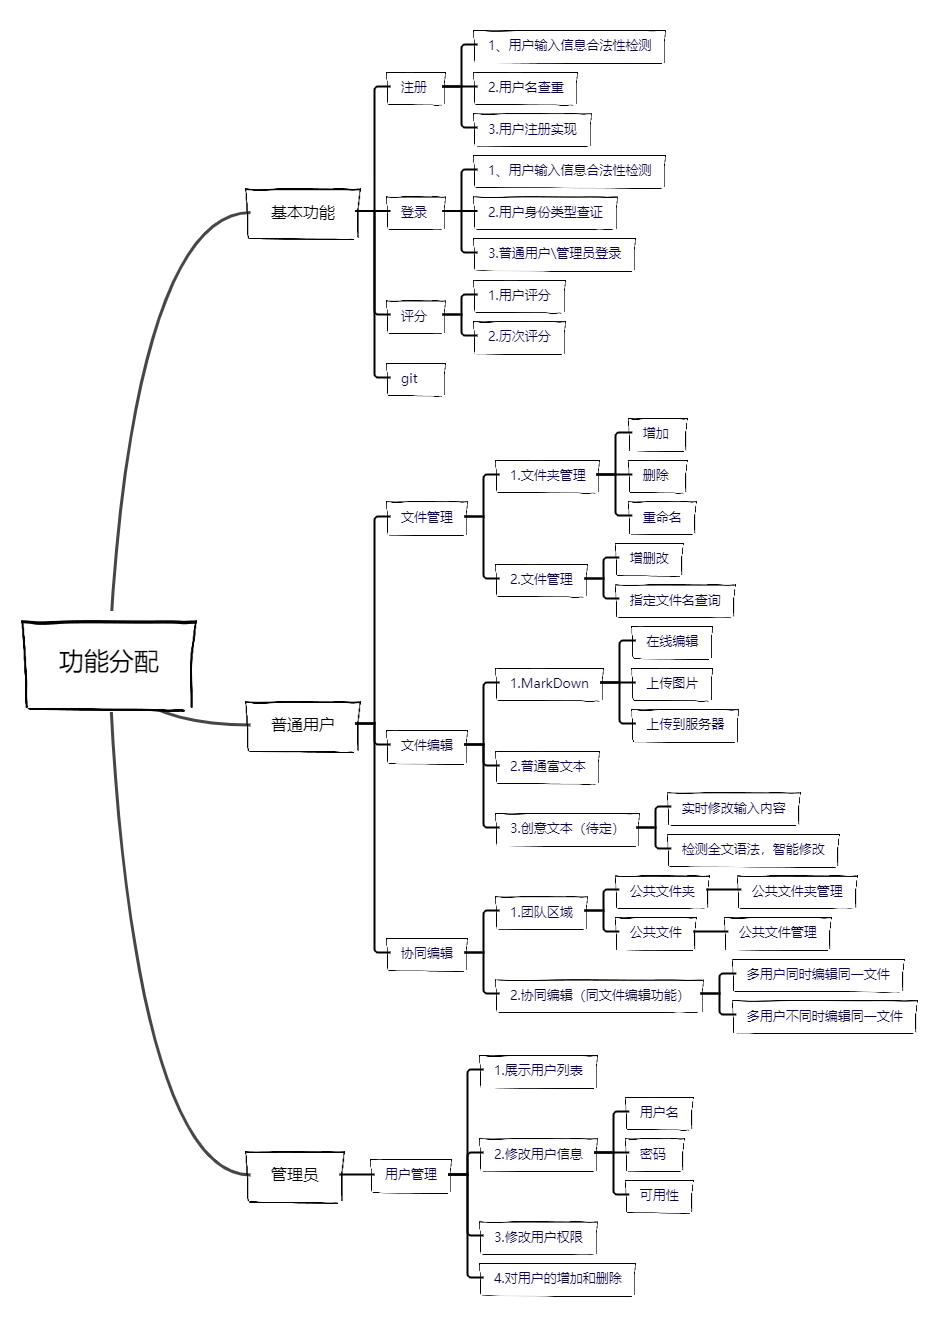 功能分配
基本功能
注册
1、用户输入信息合法性检测
2.用户名查重
3.用户注册实现
登录
1、用户输入信息合法性检测
2.用户身份类型查证
3.普通用户\管理员登录
评分
1.用户评分
2.历次评分
git
普通用户
文件管理
1.文件夹管理
增加
删除
重命名
2.文件管理
增删改
指定文件名查询
文件编辑
1.MarkDown
在线编辑
上传图片
上传到服务器
2.普通富文本
3.创意文本（待定）
实时修改输入内容
检测全文语法，智能修改
协同编辑
1.团队区域
公共文件夹
公共文件夹管理
公共文件
公共文件管理
2.协同编辑（同文件编辑功能）
多用户同时编辑同一文件
多用户不同时编辑同一文件
管理员
用户管理
1.展示用户列表
2.修改用户信息
用户名
密码
可用性
3.修改用户权限
4.对用户的增加和删除